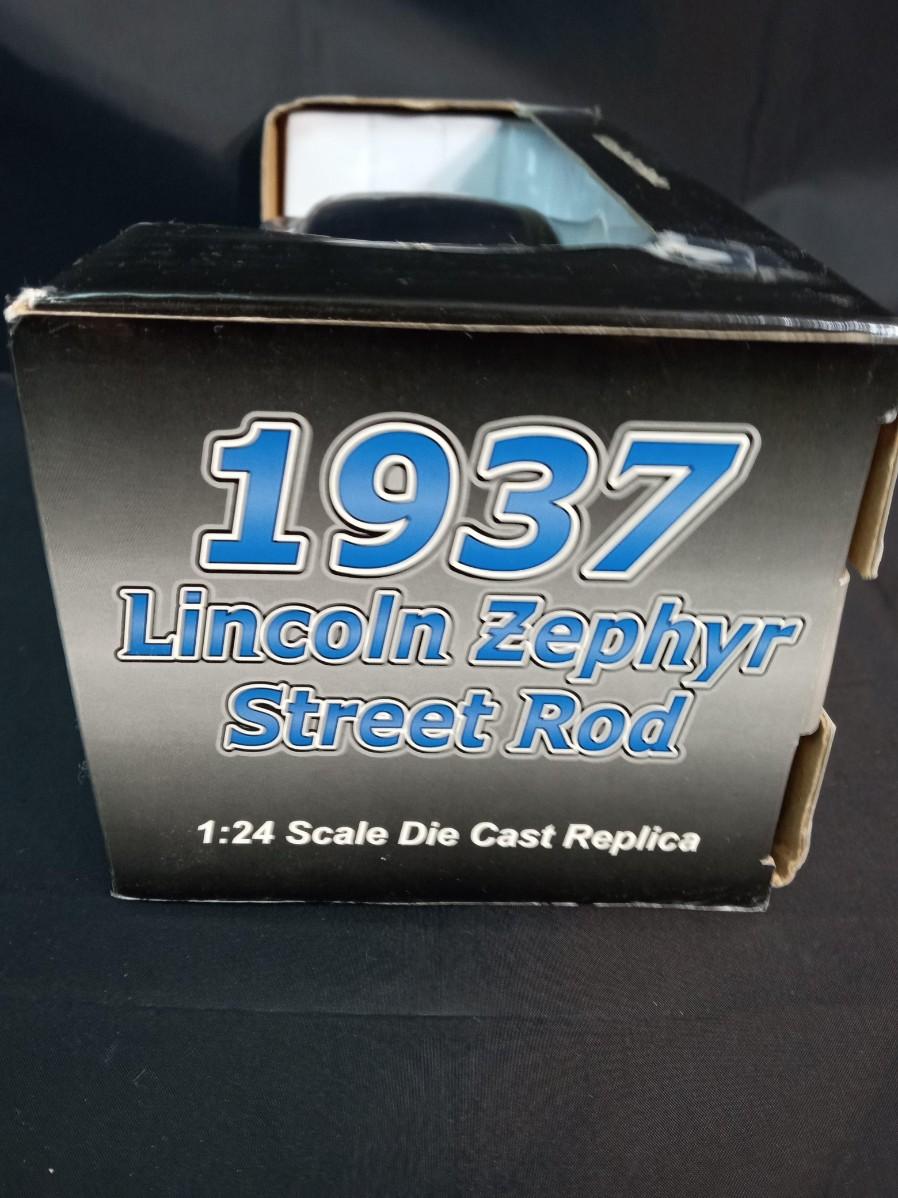 1937
Lincoln Zephyr
Street Rod
1:24 Scale Die Cast Replica